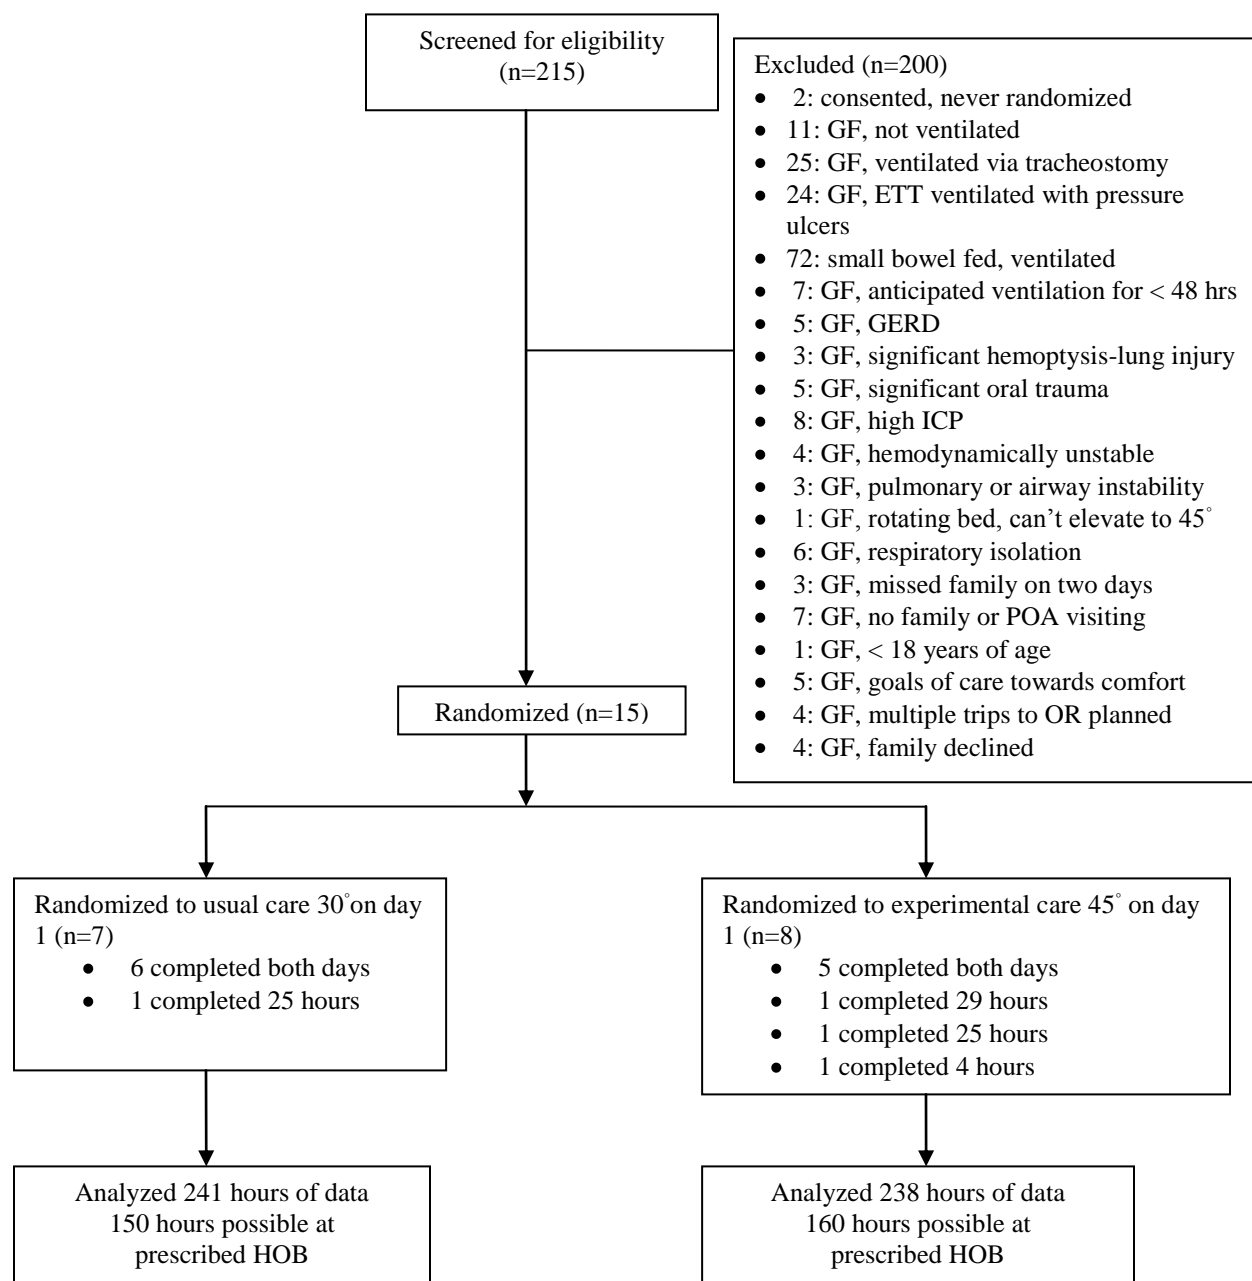 Screened for eligibility
(n=215)
Excluded (n=200)
• 2: consented, never randomized
• 11: GF, not ventilated
• 25: GF, ventilated via tracheostomy
• 24: GF, ETT ventilated with pressure
ulcers
• 72: small bowel fed, ventilated
• 7: GF, anticipated ventilation for < 48 hrs
• 5: GF, GERD
• 3: GF, significant hemoptysis-lung injury
• 5: GF, significant oral trauma
• 8: GF, high ICP
• 4: GF, hemodynamically unstable
• 3: GF, pulmonary or airway instability
• 1: GF, rotating bed, can’t elevate to 45°
• 6: GF, respiratory isolation
• 3: GF, missed family on two days
• 7: GF, no family or POA visiting
• 1: GF, < 18 years of age
• 5: GF, goals of care towards comfort
• 4: GF, multiple trips to OR planned
• 4: GF, family declined
Randomized (n=15)
Randomized to usual care 30°on day
1 (n=7)
• 6 completed both days
• 1 completed 25 hours
Randomized to experimental care 45° on day
1 (n=8)
• 5 completed both days
• 1 completed 29 hours
• 1 completed 25 hours
• 1 completed 4 hours
Analyzed 241 hours of data
150 hours possible at
prescribed HOB
Analyzed 238 hours of data
160 hours possible at
prescribed HOB